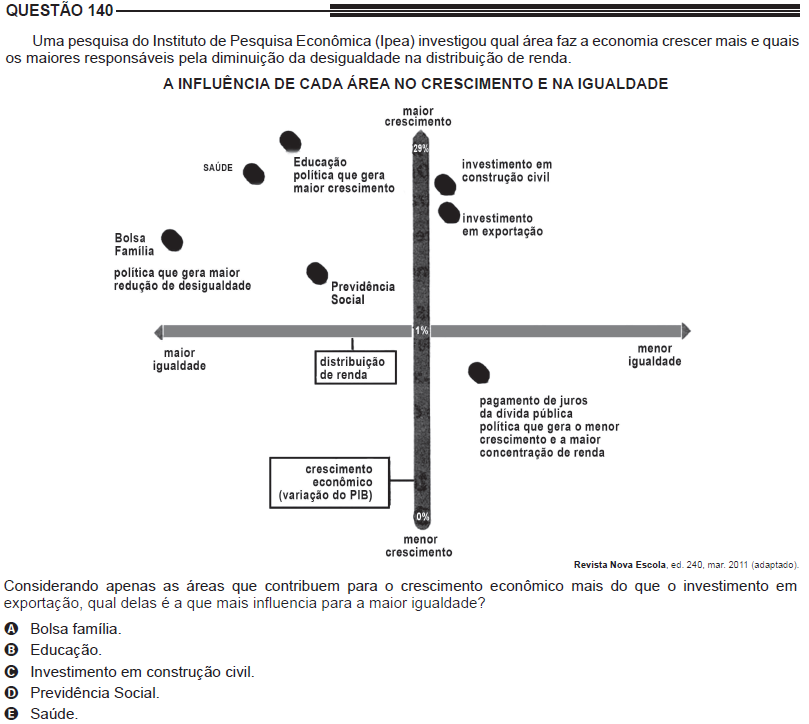 QUESTÃO 140
Uma pesquisa do Instituto de Pesquisa Econômica (Ipea) investigou qual área faz a economia crescer mais e quais
os maiores responsáveis pela diminuição da desigualdade na distribuição de renda.
A INFLUÊNCIA DE CADA ÁREA NO CRESCIMENTO E NA IGUALDADE
maior
crescimento
29%
SAÚDE
Educação
política que gera
maior crescimento
investimento em
construção civil
investimento
em exportação
Bolsa
Família
política que gera maior
redução de desigualdade
Previdência
Social
1%
maior
igualdade
distribuição
de renda
menor
igualdade
pagamento de juros
da dívida pública
política que gera o menor
crescimento e a maior
concentração de renda
crescimento
econômico
(variação do PIB)
0%
menor
crescimento
Revista Nova Escola, ed. 240, mar. 2011 (adaptado).
Considerando apenas as áreas que contribuem para o crescimento econômico mais do que o investimento em
exportação, qual delas é a que mais influencia para a maior igualdade?
A Bolsa família.
B Educação.
C Investimento em construção civil.
D Previdência Social.
E Saúde.